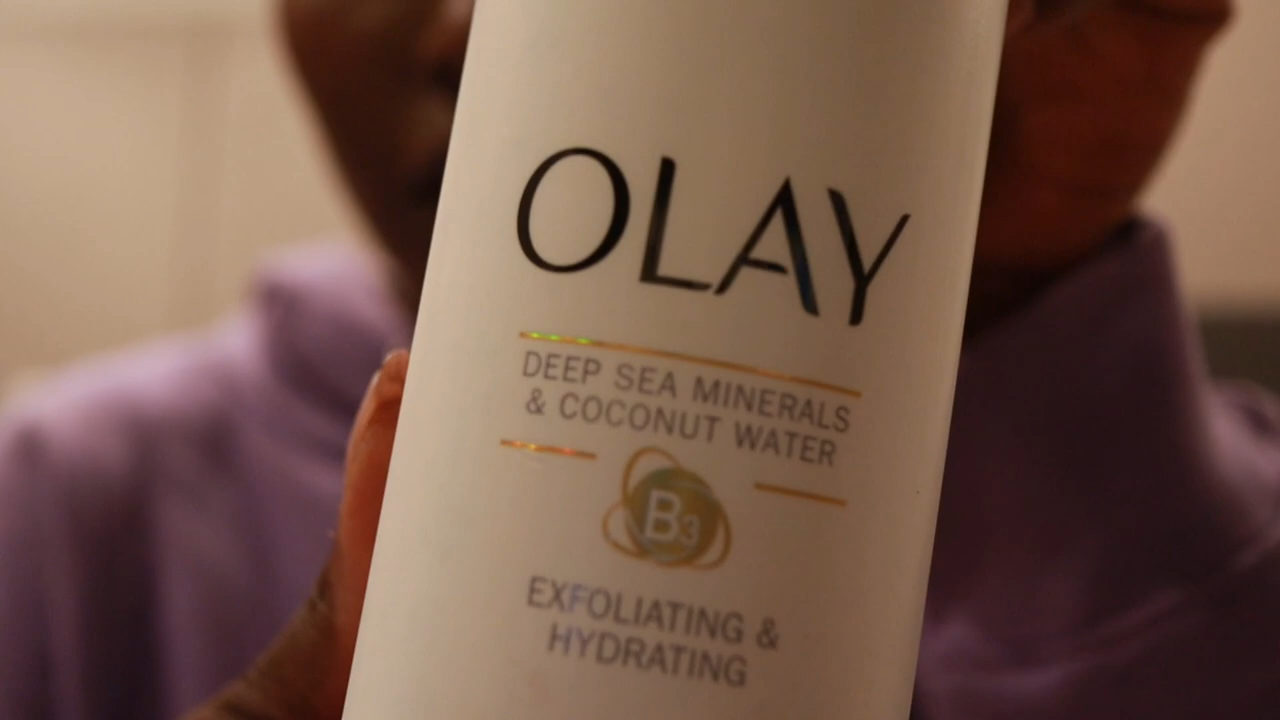 OLAY
DEEP SEA MINERALS
& COCONUT WATER
B3
EXFOLIATING &
HYDRATING